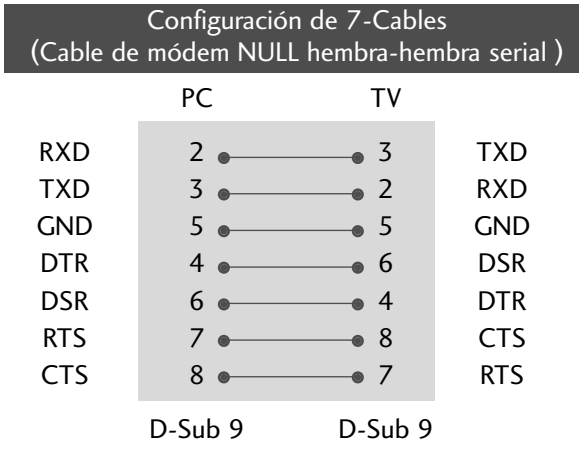 Configuración de 7-Cables
(Cable de módem NULL hembra-hembra serial )
PC TV
RXD 2 3 TXD
TXD 3 2 RXD
GND 5 5 GND
DTR 4 6 DSR
DSR 6 4 DTR
RTS 7 8 CTS
CTS 8 7 RTS
D-Sub 9 D-Sub 9